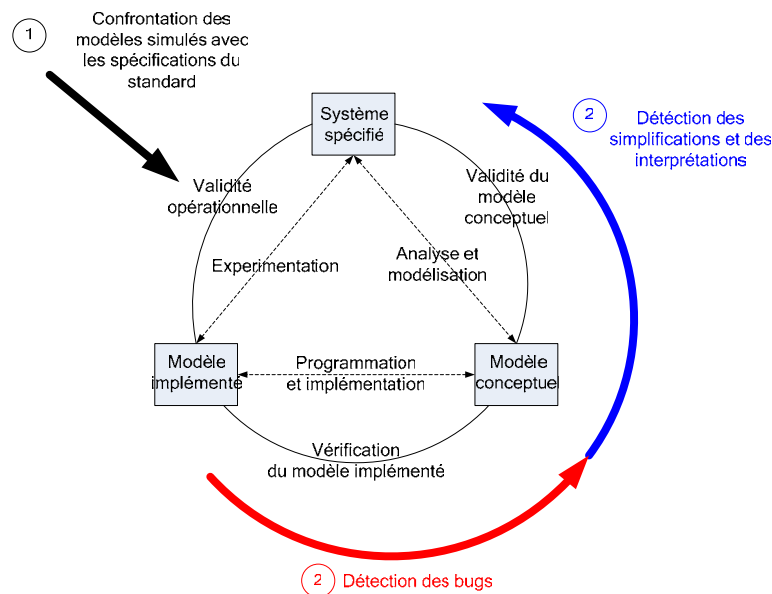 1
Confrontation des
modèles simulés avec
les spécifications du
standard
Système
spécifié
2
Détéction des
simplifications et des
interprétations
Validité
opérationnelle
Validité du
modèle
conceptuel
Experimentation
Analyse et
modélisation
Modèle
implémenté
Programmation
et implémentation
Modèle
conceptuel
Vérification
du modèle implémenté
2
Détection des bugs